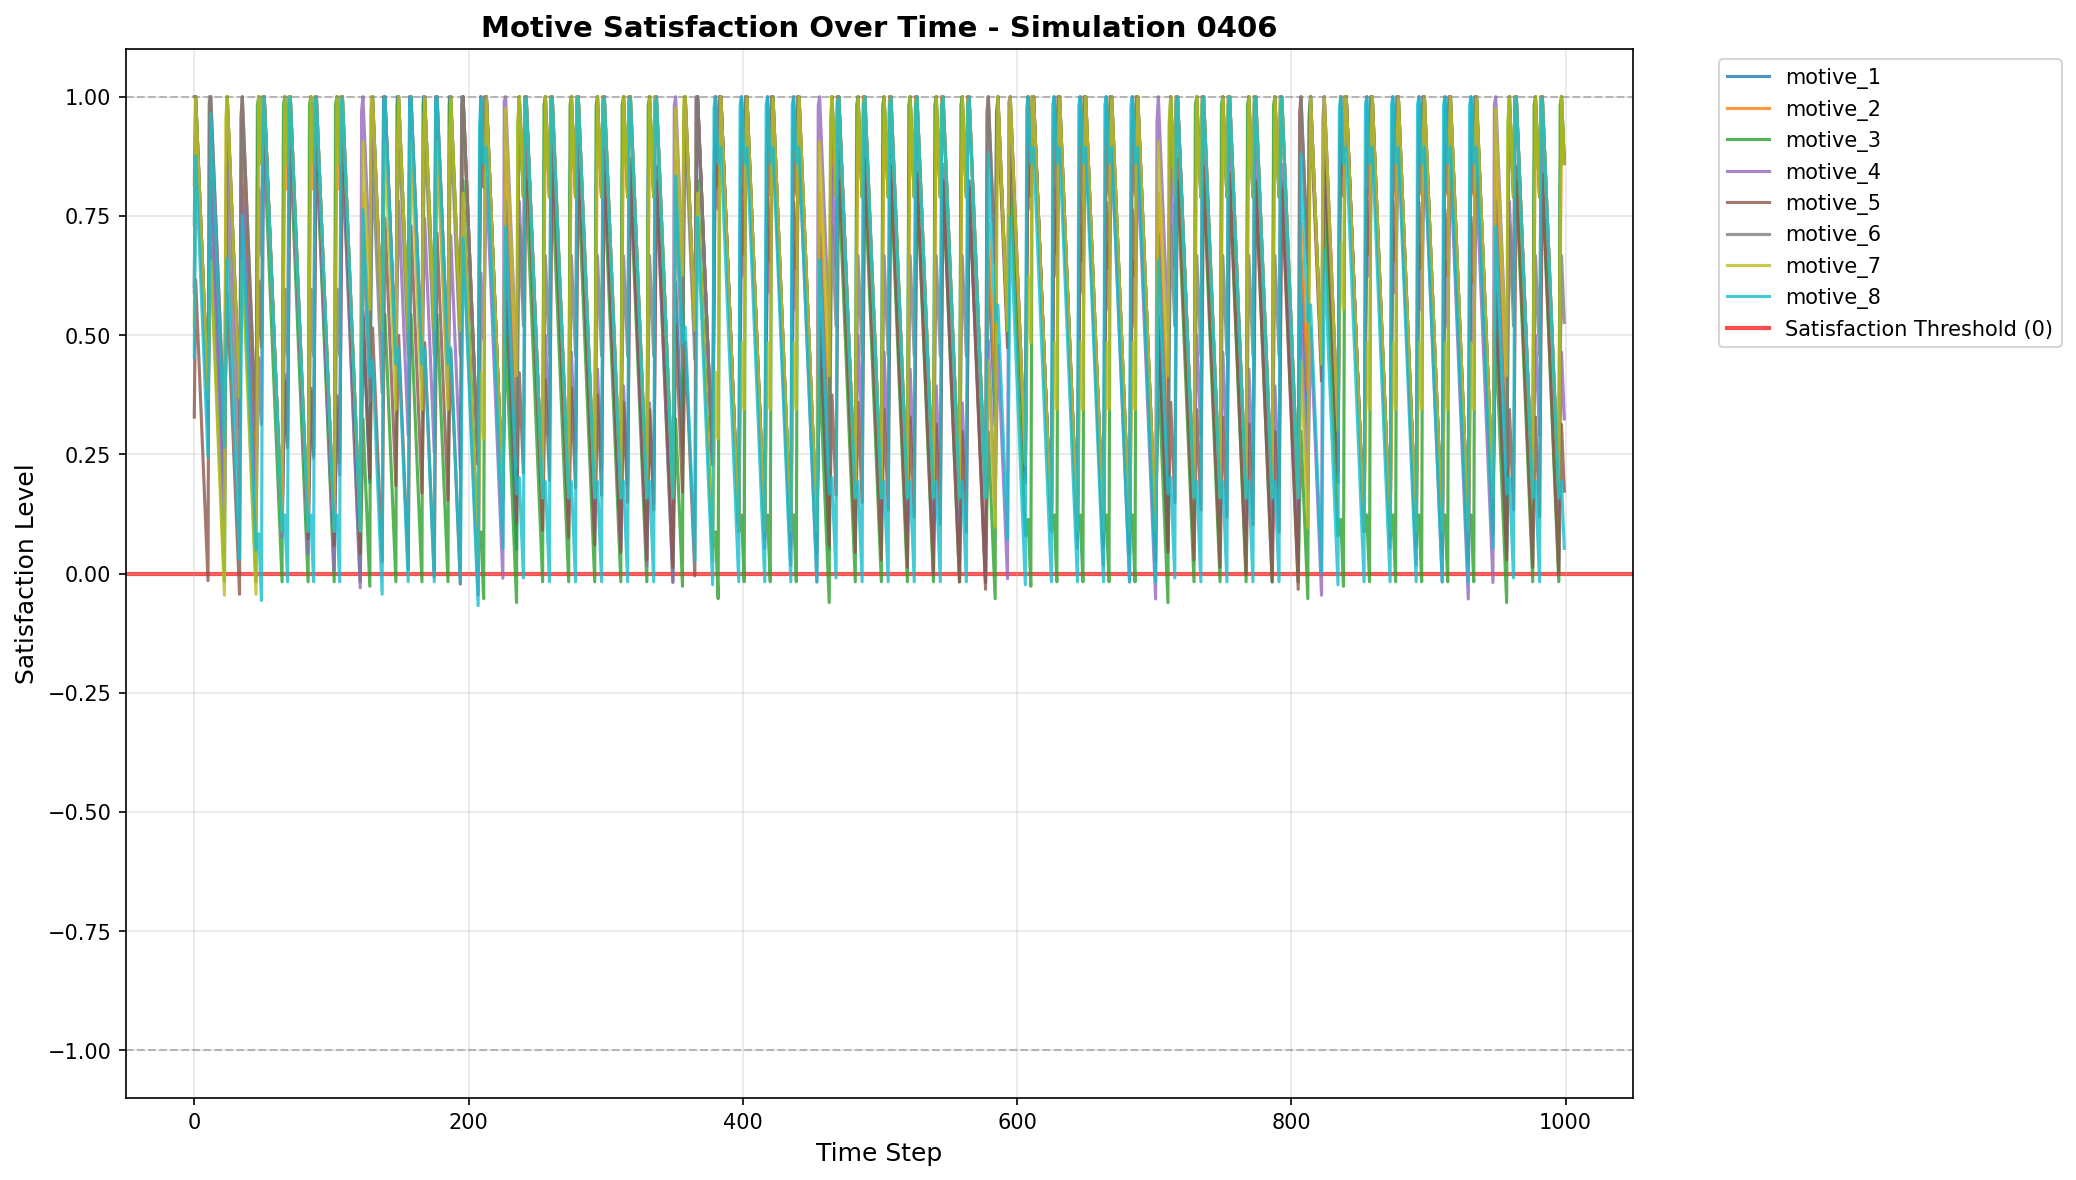 Motive Satisfaction Over Time - Simulation 0406
Satisfaction Level
1.00
0.75
0.50
0.25
0.00
−0.25
−0.50
−0.75
−1.00
0
200
400
600
800
1000
Time Step
motive_1
motive_2
motive_3
motive_4
motive_5
motive_6
motive_7
motive_8
Satisfaction Threshold (0)